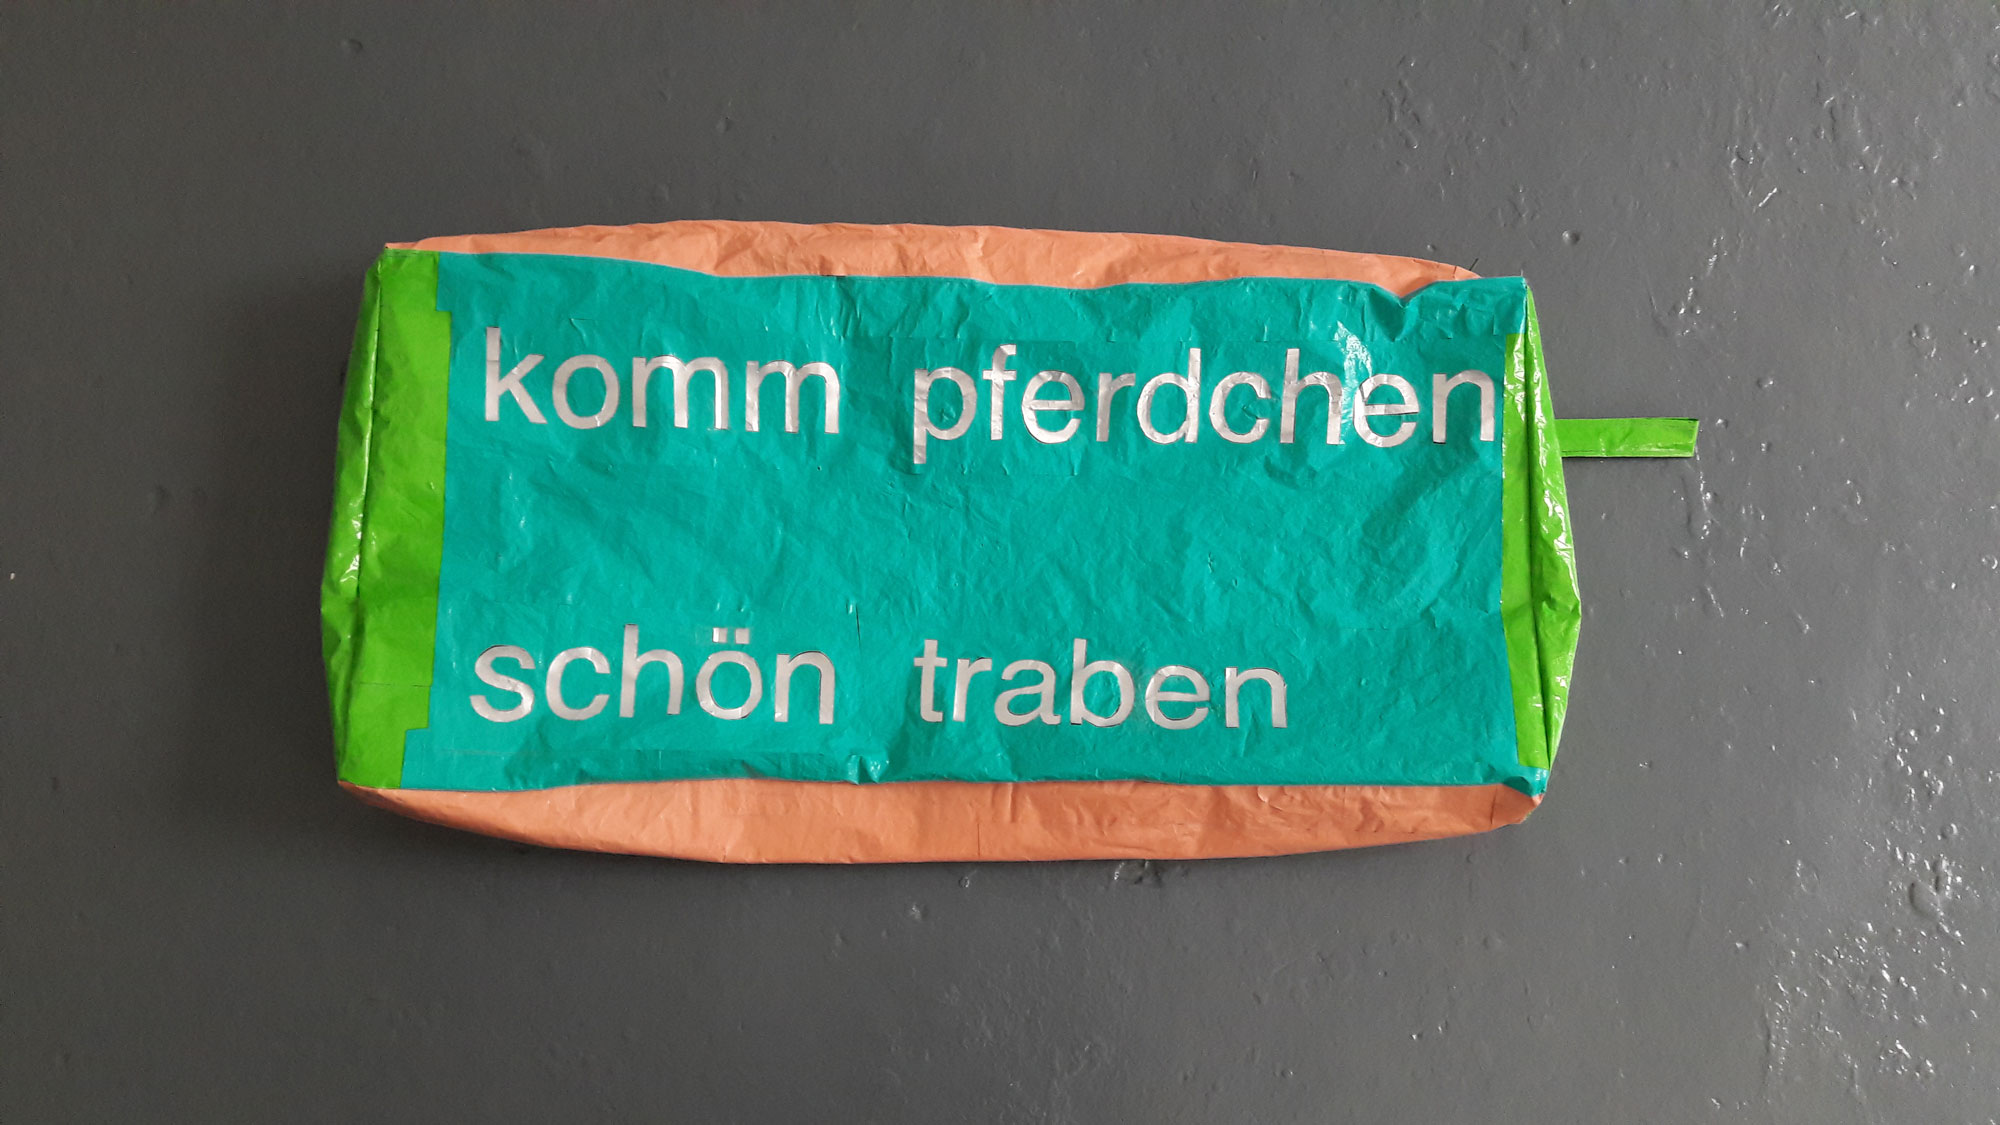 komm pferdchen
schön traben